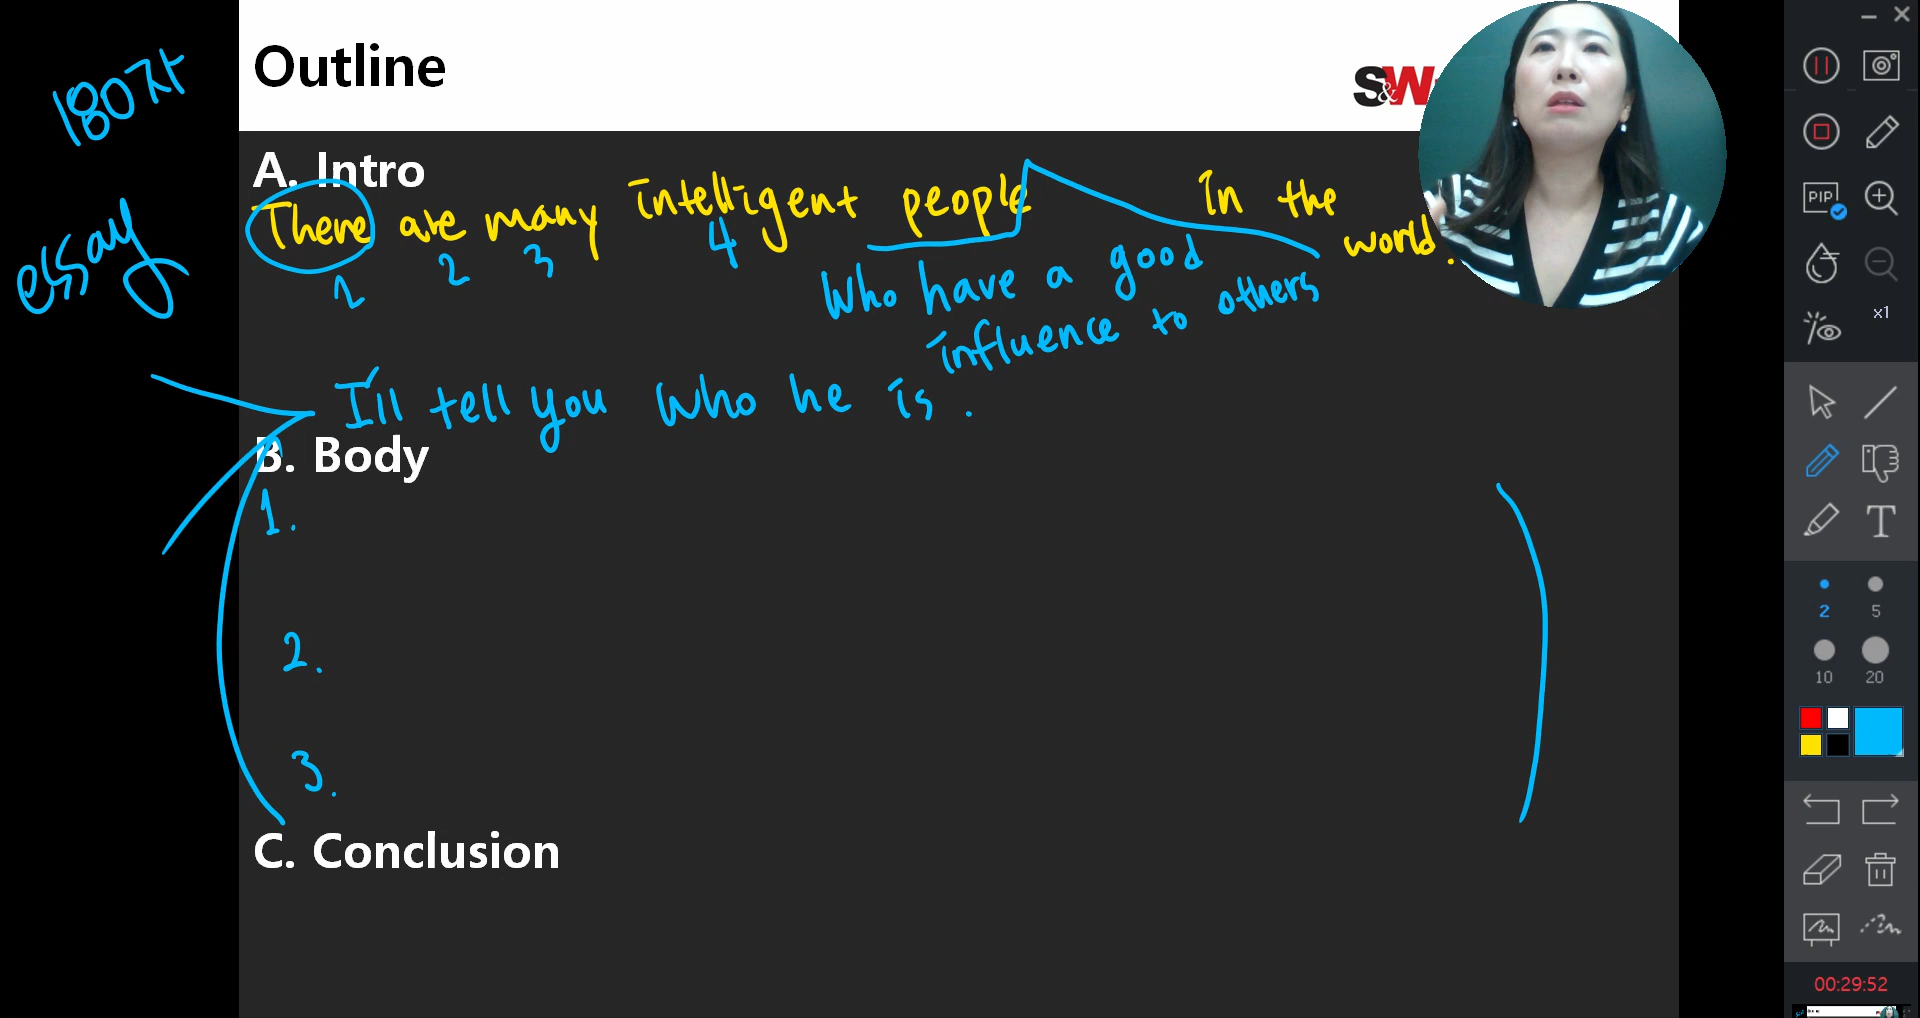 180자
essay
Outline
S&W
A. Intro
There are many intelligent people in the world.
1 2 3 4
who have a good
influence to others
I'll tell you who he is.
B. Body
1.
2.
3.
C. Conclusion
PIP
x1
T
2 5
10 20
00:29:52